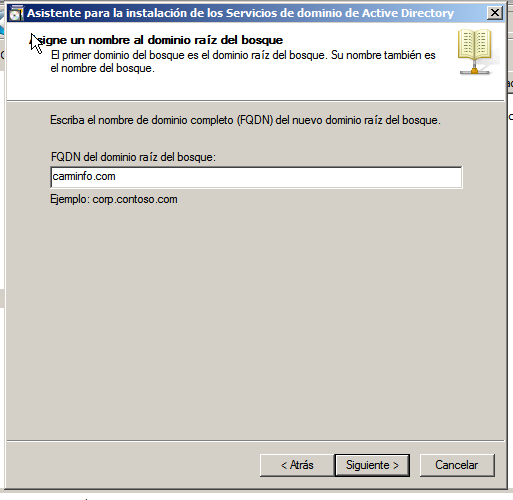 Asistente para la instalación de los Servicios de dominio de Active Directory
signe un nombre al dominio raíz del bosque
El primer dominio del bosque es el dominio raíz del bosque. Su nombre también es
el nombre del bosque.
Escriba el nombre de dominio completo (FQDN) del nuevo dominio raíz del bosque.
FQDN del dominio raíz del bosque:
carminfo.com
Ejemplo: corp.contoso.com
< Atrás
Siguiente >
Cancelar